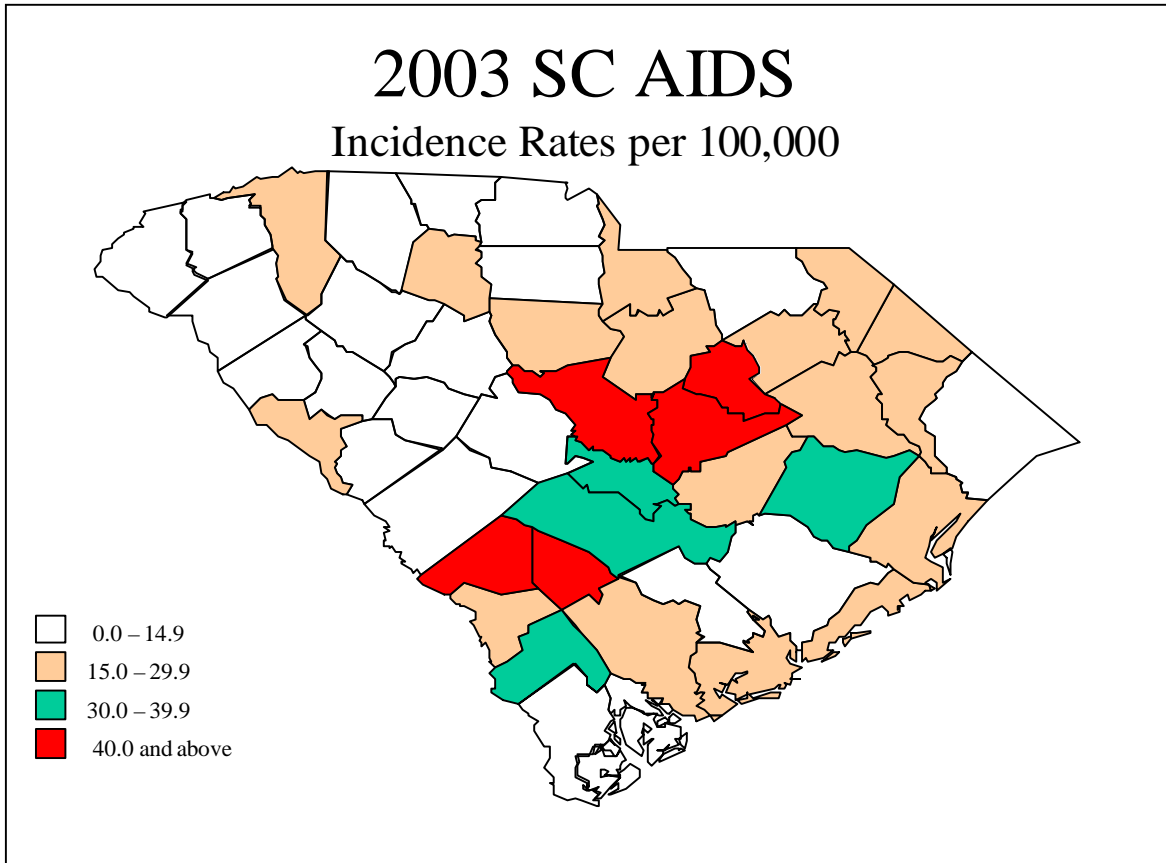 2003 SC AIDS
Incidence Rates per 100,000
0.0 – 14.9
15.0 – 29.9
30.0 – 39.9
40.0 and above